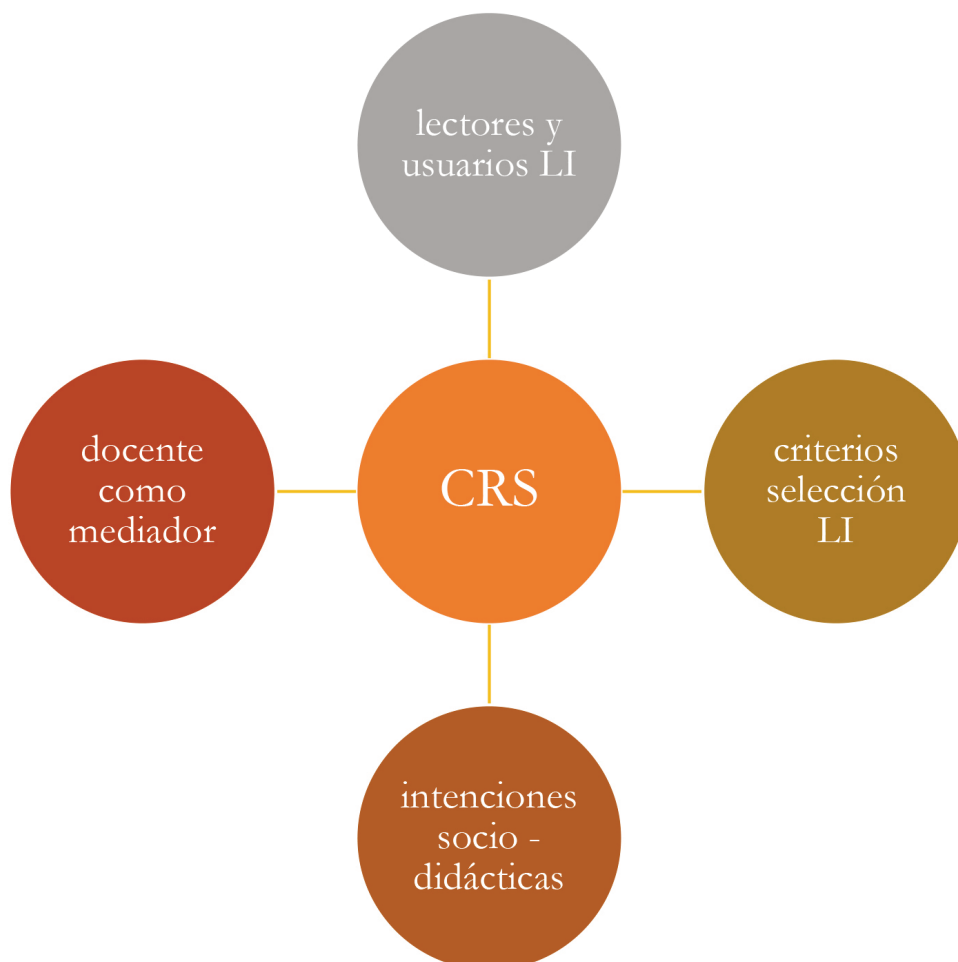 lectores y
usuarios LI
docente
como
mediador
CRS
criterios
selección
LI
intenciones
socio -
didácticas